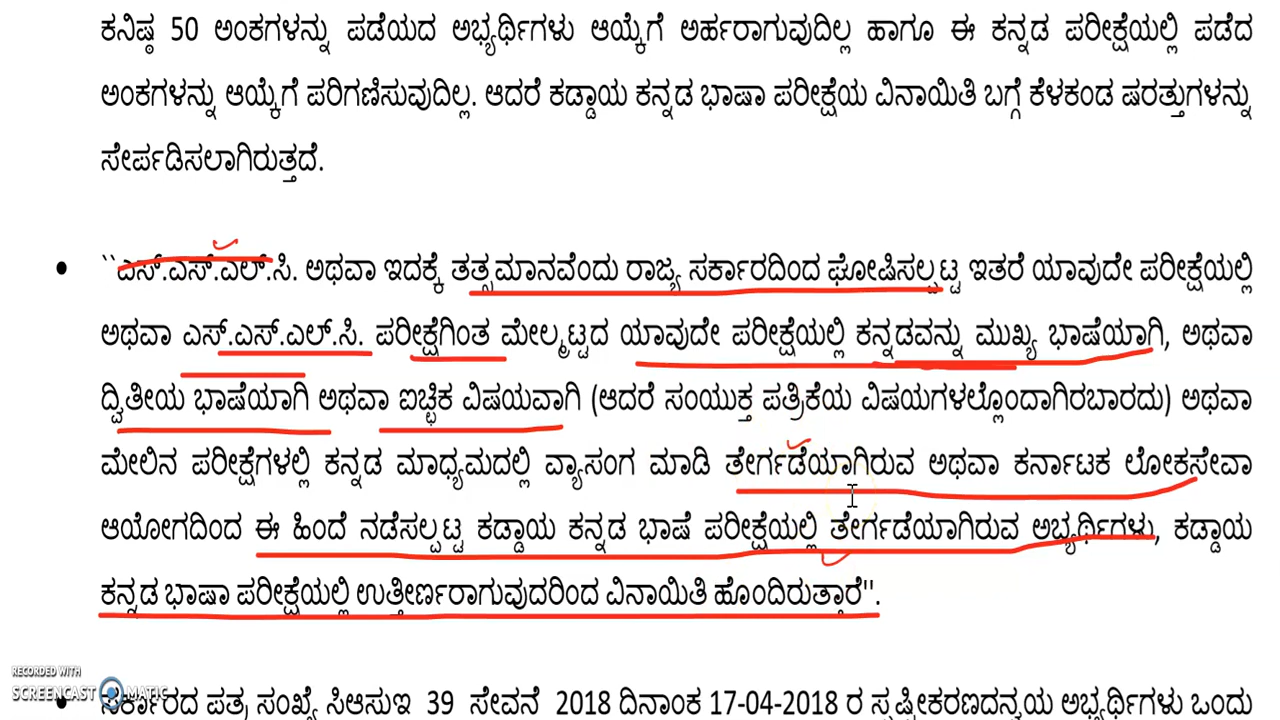 ಕನಿಷ್ಠ 50 ಅಂಕಗಳನ್ನು ಪಡೆಯದ ಅಭ್ಯರ್ಥಿಗಳು ಆಯ್ಕೆಗೆ ಅರ್ಹರಾಗುವುದಿಲ್ಲ ಹಾಗೂ ಈ ಕನ್ನಡ ಪರೀಕ್ಷೆಯಲ್ಲಿ ಪಡೆದ
ಅಂಕಗಳನ್ನು ಆಯ್ಕೆಗೆ ಪರಿಗಣಿಸುವುದಿಲ್ಲ. ಆದರೆ ಕಡ್ಡಾಯ ಕನ್ನಡ ಭಾಷಾ ಪರೀಕ್ಷೆಯ ವಿನಾಯಿತಿ ಬಗ್ಗೆ ಕೆಳಕಂಡ ಷರತ್ತುಗಳನ್ನು
ಸೇರ್ಪಡಿಸಲಾಗಿರುತ್ತದೆ.
• ``ಎಸ್.ಎಸ್.ಎಲ್.ಸಿ. ಅಥವಾ ಇದಕ್ಕೆ ತತ್ಸಮಾನವೆಂದು ರಾಜ್ಯ ಸರ್ಕಾರದಿಂದ ಘೋಷಿಸಲ್ಪಟ್ಟ ಇತರೆ ಯಾವುದೇ ಪರೀಕ್ಷೆಯಲ್ಲಿ
ಅಥವಾ ಎಸ್.ಎಸ್.ಎಲ್.ಸಿ. ಪರೀಕ್ಷೆಗಿಂತ ಮೇಲ್ಮಟ್ಟದ ಯಾವುದೇ ಪರೀಕ್ಷೆಯಲ್ಲಿ ಕನ್ನಡವನ್ನು ಮುಖ್ಯ ಭಾಷೆಯಾಗಿ, ಅಥವಾ
ದ್ವಿತೀಯ ಭಾಷೆಯಾಗಿ ಅಥವಾ ಐಚ್ಛಿಕ ವಿಷಯವಾಗಿ (ಆದರೆ ಸಂಯುಕ್ತ ಪತ್ರಿಕೆಯ ವಿಷಯಗಳಲ್ಲೊಂದಾಗಿರಬಾರದು) ಅಥವಾ
ಮೇಲಿನ ಪರೀಕ್ಷೆಗಳಲ್ಲಿ ಕನ್ನಡ ಮಾಧ್ಯಮದಲ್ಲಿ ವ್ಯಾಸಂಗ ಮಾಡಿ ತೇರ್ಗಡೆಯಾಗಿರುವ ಅಥವಾ ಕರ್ನಾಟಕ ಲೋಕಸೇವಾ
ಆಯೋಗದಿಂದ ಈ ಹಿಂದೆ ನಡೆಸಲ್ಪಟ್ಟ ಕಡ್ಡಾಯ ಕನ್ನಡ ಭಾಷೆ ಪರೀಕ್ಷೆಯಲ್ಲಿ ತೇರ್ಗಡೆಯಾಗಿರುವ ಅಭ್ಯರ್ಥಿಗಳು, ಕಡ್ಡಾಯ
ಕನ್ನಡ ಭಾಷಾ ಪರೀಕ್ಷೆಯಲ್ಲಿ ಉತ್ತೀರ್ಣರಾಗುವುದರಿಂದ ವಿನಾಯಿತಿ ಹೊಂದಿರುತ್ತಾರೆ".
RECORDED WITH
SCREENCAST MATIC
• ಸರ್ಕಾರದ ಪತ್ರ ಸಂಖ್ಯೆ ಸಿಆಸುಇ 39 ಸೇವನೆ 2018 ದಿನಾಂಕ 17-04-2018 ರ ಸ್ಪಷ್ಟೀಕರಣದನ್ವಯ ಅಭ್ಯರ್ಥಿಗಳು ಒಂದು